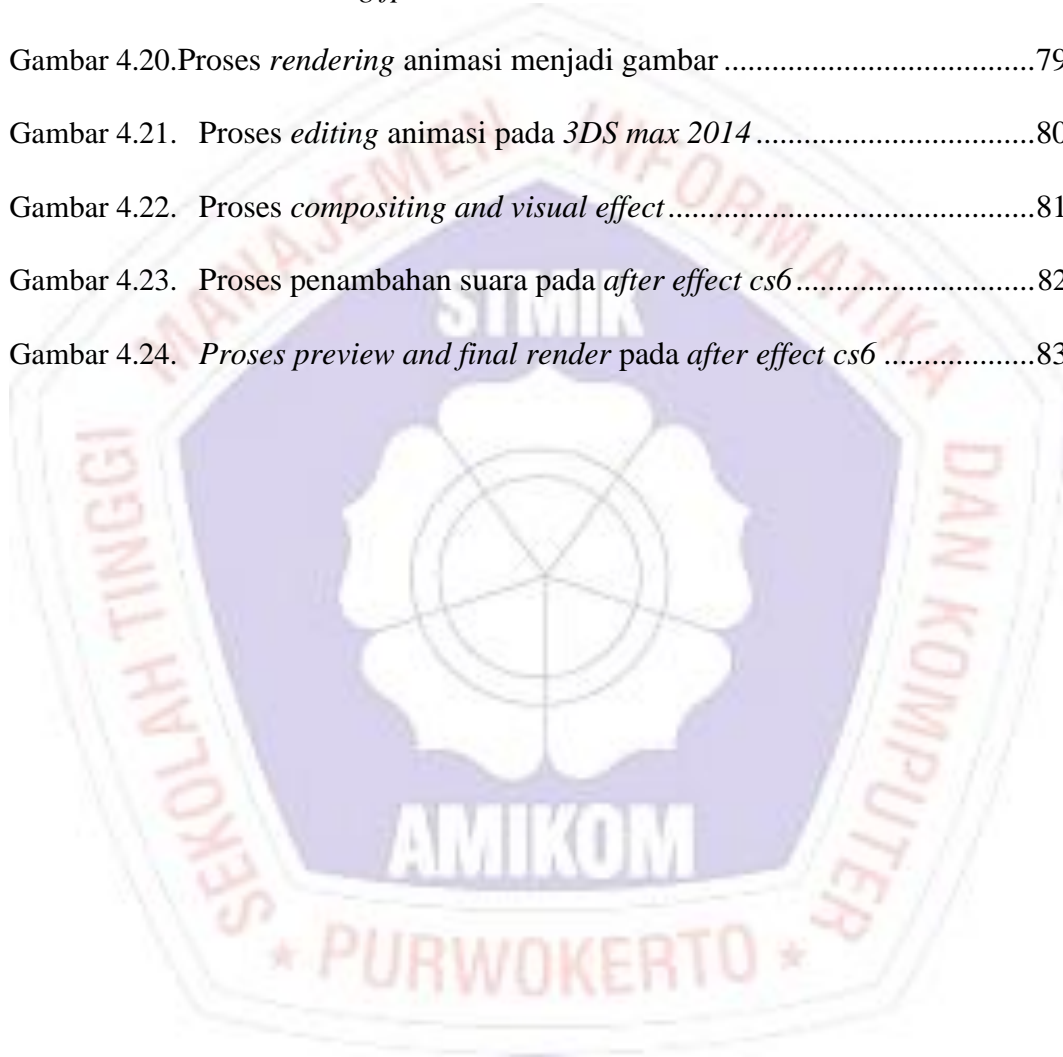 Gambar 4.20.Proses rendering animasi menjadi gambar ....................................79
Gambar 4.21. Proses editing animasi pada 3DS max 2014 ................................80
Gambar 4.22. Proses compositing and visual effect ..........................................81
Gambar 4.23. Proses penambahan suara pada after effect cs6 ...........................82
Gambar 4.24. Proses preview and final render pada after effect cs6 .................83
SEKOLAH TINGGI MANAJEMEN INFORMATIKA DAN KOMPUTER
STMIK
AMIKOM
* PURWOKERTO *